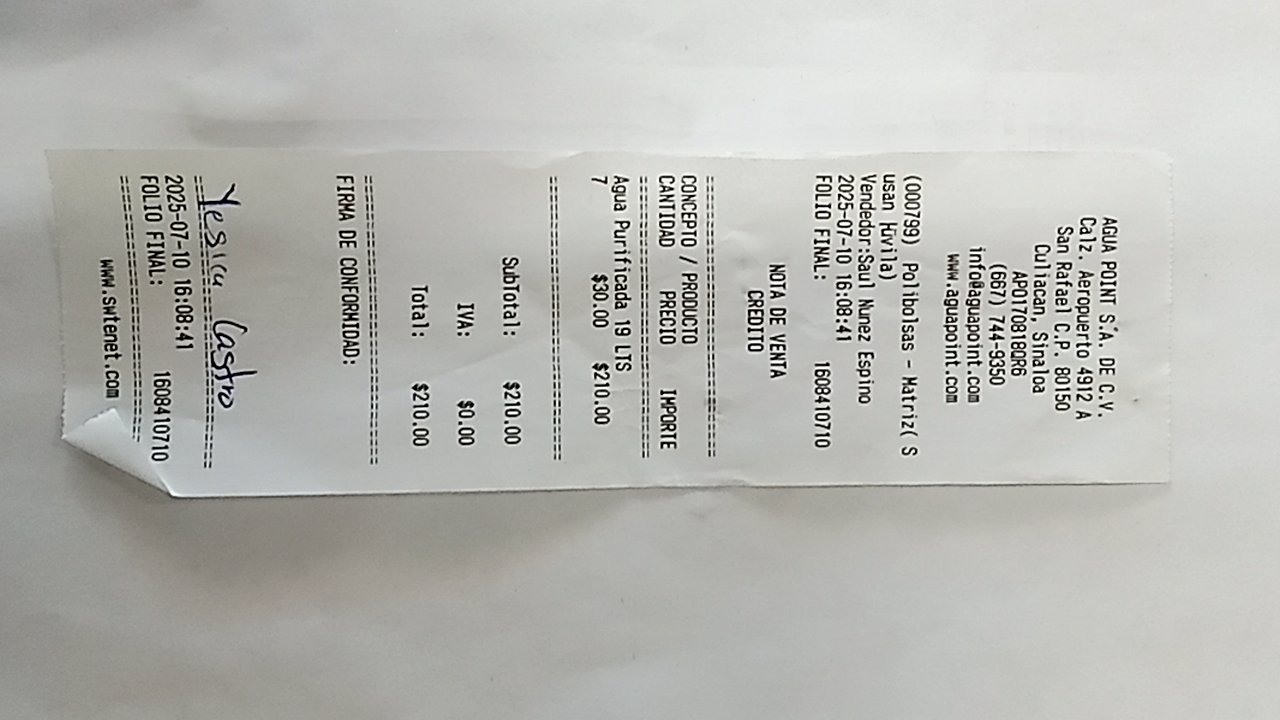 AGUA POINT S.A. DE C.V.
Calz. Aeropuerto 4912 A
San Rafael C.P. 80150
Culiacan, Sinaloa
APO170818QR6
(667) 744-9350
info@aguapoint.com
www.aguapoint.com
(000799) Polibolsas - Matriz( S
usan
Vendedor:Saul Nunez Espino
2025-07-10 16:08:41
FOLIO FINAL: 1608410710
NOTA DE VENTA
CREDITO
===============================
CONCEPTO / PRODUCTO
CANTIDAD PRECIO IMPORTE
===============================
Agua Purificada 19 LTS
7 $30.00 $210.00
===============================
SubTotal: $210.00
IVA: $0.00
Total: $210.00
===============================
FIRMA DE CONFORMIDAD:
Yesica Castro
===============================
2025-07-10 16:08:41
FOLIO FINAL: 1608410710
===============================
www.swtenet.com